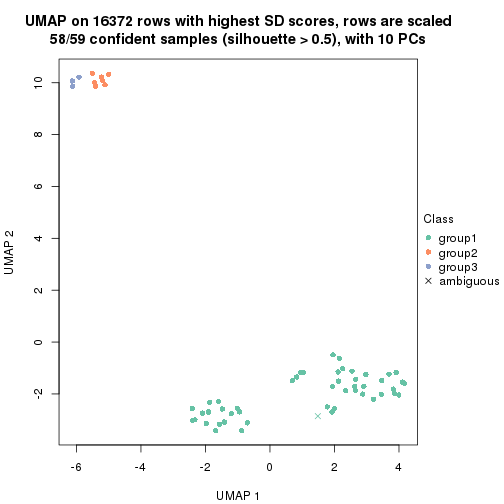 UMAP on 16372 rows with highest SD scores, rows are scaled
58/59 confident samples (silhouette > 0.5), with 10 PCs
10
8
6
4
2
0
-2
UMAP 2
-6
-4
-2
0
2
4
UMAP 1
Class
group1
group2
group3
ambiguous